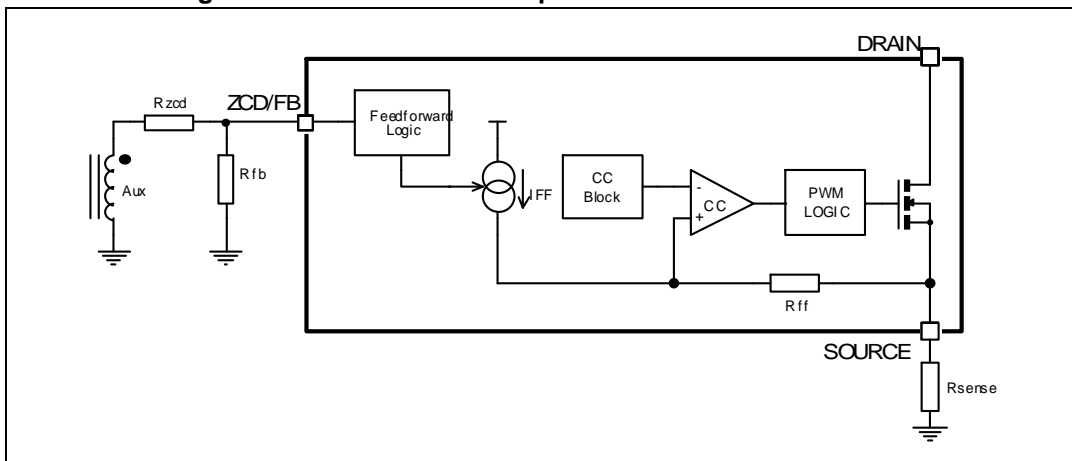 DRAIN
ZCD/FB
Rzcd
Feedforward
Logic
Rfb
Aux
IFF
CC
Block
-
+
CC
PWM
LOGIC
Rff
SOURCE
Rsense